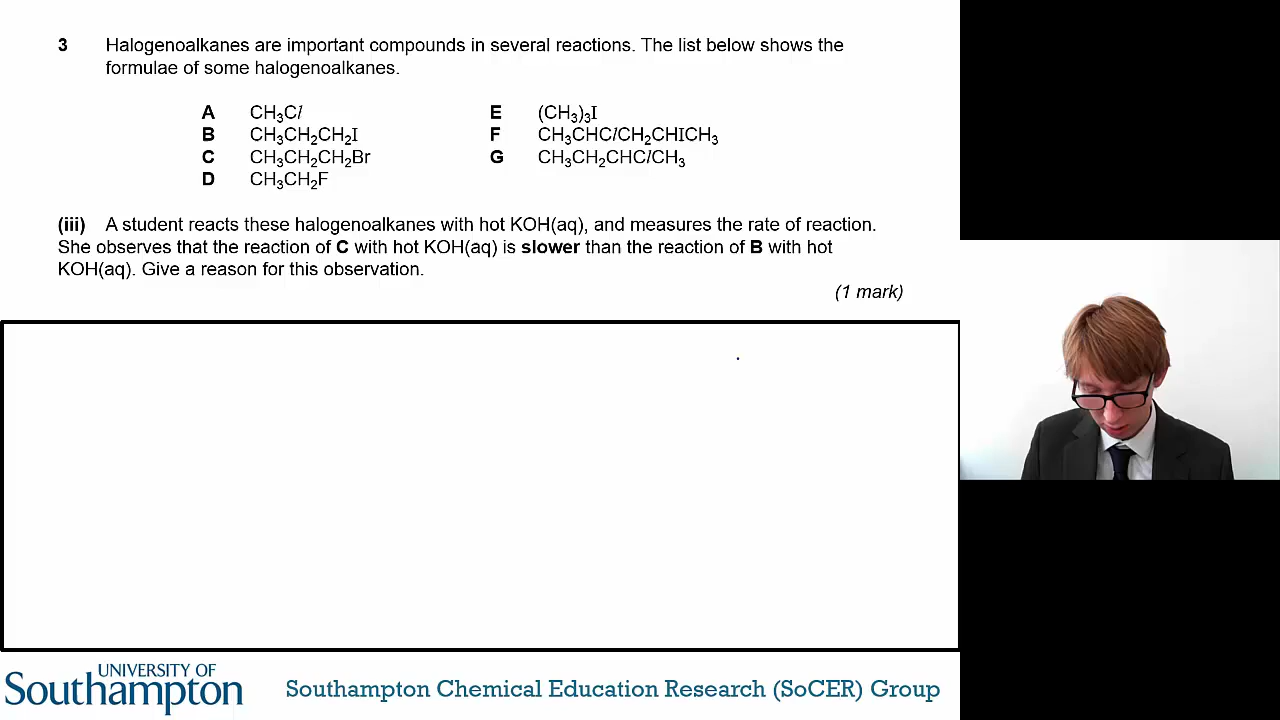 3 Halogenoalkanes are important compounds in several reactions. The list below shows the
formulae of some halogenoalkanes.
A CH₃Cl E (CH₃)₃I
B CH₃CH₂CH₂I F CH₃CHClCH₂CHICH₃
C CH₃CH₂CH₂Br G CH₃CH₂CHClCH₃
D CH₃CH₂F
(iii) A student reacts these halogenoalkanes with hot KOH(aq), and measures the rate of reaction.
She observes that the reaction of C with hot KOH(aq) is slower than the reaction of B with hot
KOH(aq). Give a reason for this observation.
(1 mark)
UNIVERSITY OF
Southampton
Southampton Chemical Education Research (SoCER) Group